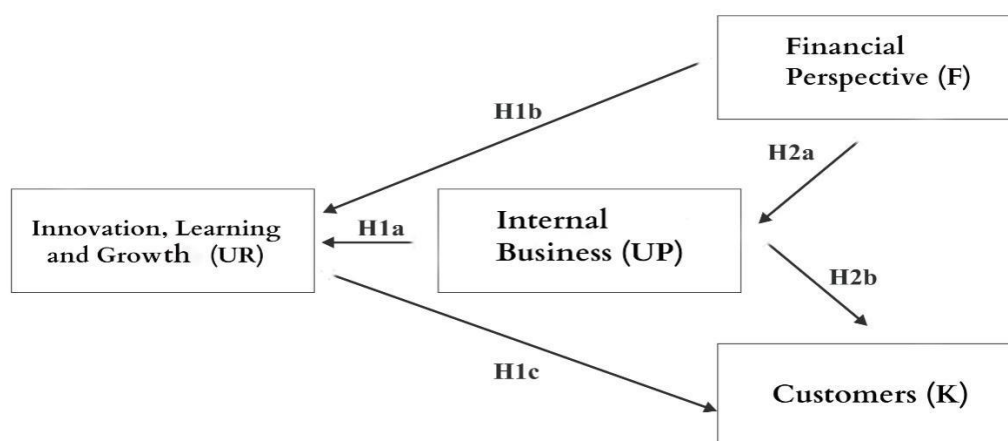 Financial
Perspective (F)
H1b
H2a
Innovation, Learning
and Growth (UR)
H1a
Internal
Business (UP)
H2b
H1c
Customers (K)